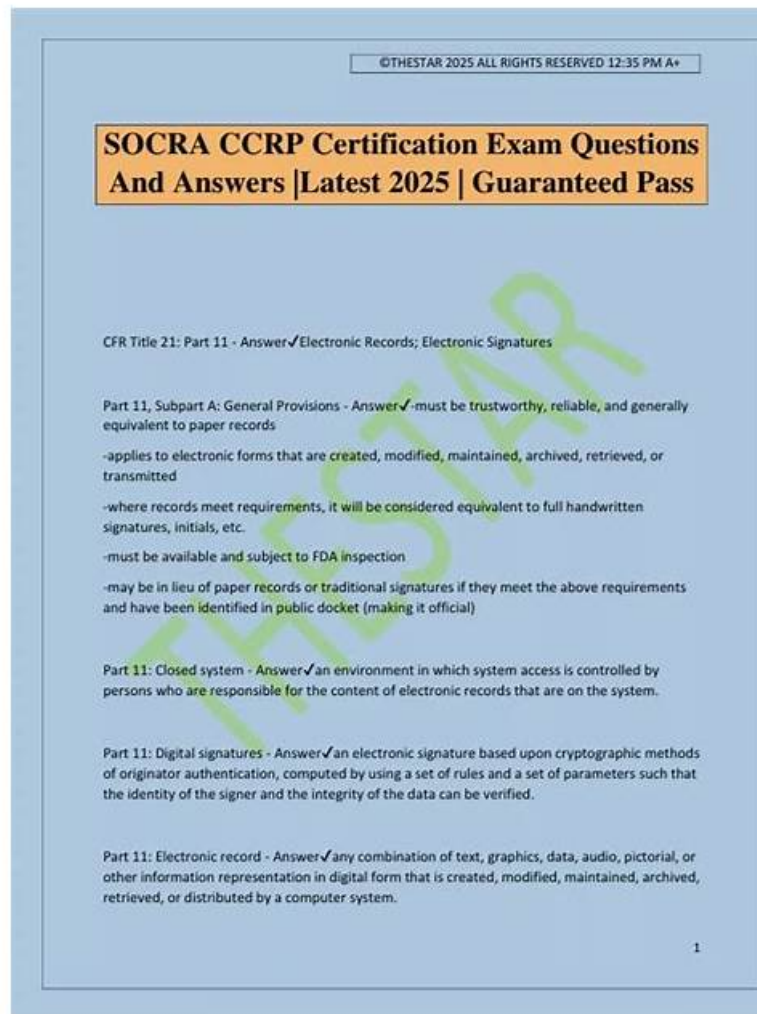 ©THESTAR 2025 ALL RIGHTS RESERVED 12:35 PM A+
SOCRA CCRP Certification Exam Questions
And Answers |Latest 2025 | Guaranteed Pass
CFR Title 21: Part 11 - Answer✓Electronic Records; Electronic Signatures
Part 11, Subpart A: General Provisions - Answer✓-must be trustworthy, reliable, and generally
equivalent to paper records
-applies to electronic forms that are created, modified, maintained, archived, retrieved, or
transmitted
-where records meet requirements, it will be considered equivalent to full handwritten
signatures, initials, etc.
-must be available and subject to FDA inspection
-may be in lieu of paper records or traditional signatures if they meet the above requirements
and have been identified in public docket (making it official)
Part 11: Closed system - Answer✓an environment in which system access is controlled by
persons who are responsible for the content of electronic records that are on the system.
Part 11: Digital signatures - Answer✓an electronic signature based upon cryptographic methods
of originator authentication, computed by using a set of rules and a set of parameters such that
the identity of the signer and the integrity of the data can be verified.
Part 11: Electronic record - Answer✓any combination of text, graphics, data, audio, pictorial, or
other information representation in digital form that is created, modified, maintained, archived,
retrieved, or distributed by a computer system.
1
THESTAR